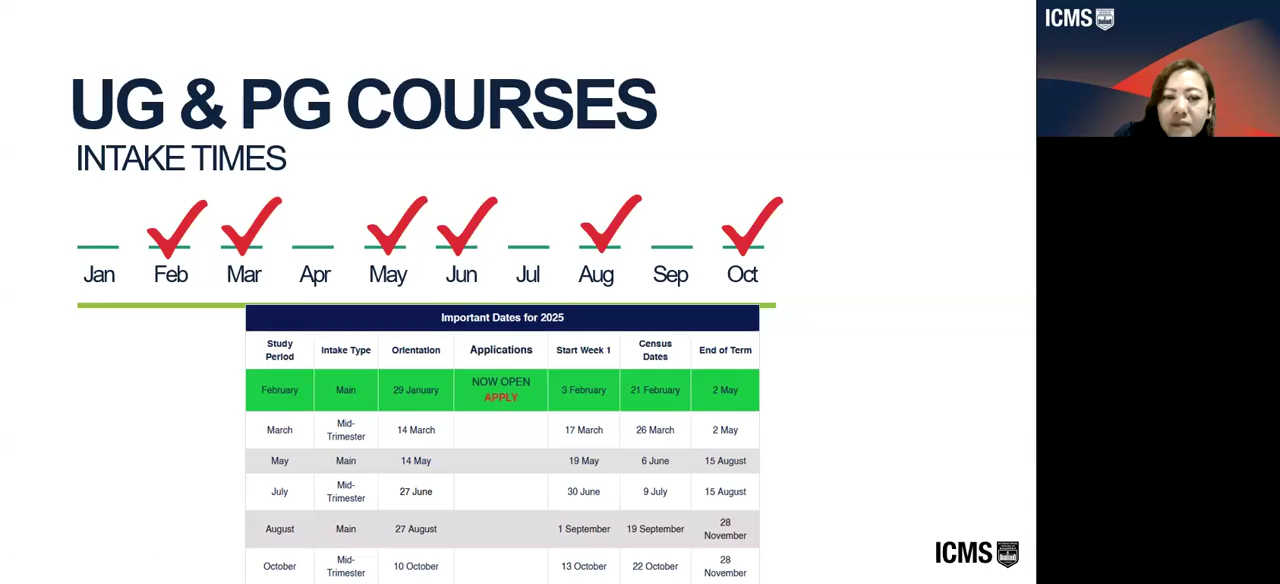 ICMS
UG & PG COURSES
INTAKE TIMES
Jan Feb Mar Apr May Jun Jul Aug Sep Oct
Important Dates for 2025
Study Period Intake Type Orientation Applications Start Week 1 Census Dates End of Term
February Main 29 January NOW OPEN APPLY 3 February 21 February 2 May
March Mid-Trimester 14 March 17 March 26 March 2 May
May Main 14 May 19 May 6 June 15 August
July Mid-Trimester 27 June 30 June 9 July 15 August
August Main 27 August 1 September 19 September 28 November
October Mid-Trimester 10 October 13 October 22 October 28 November
ICMS